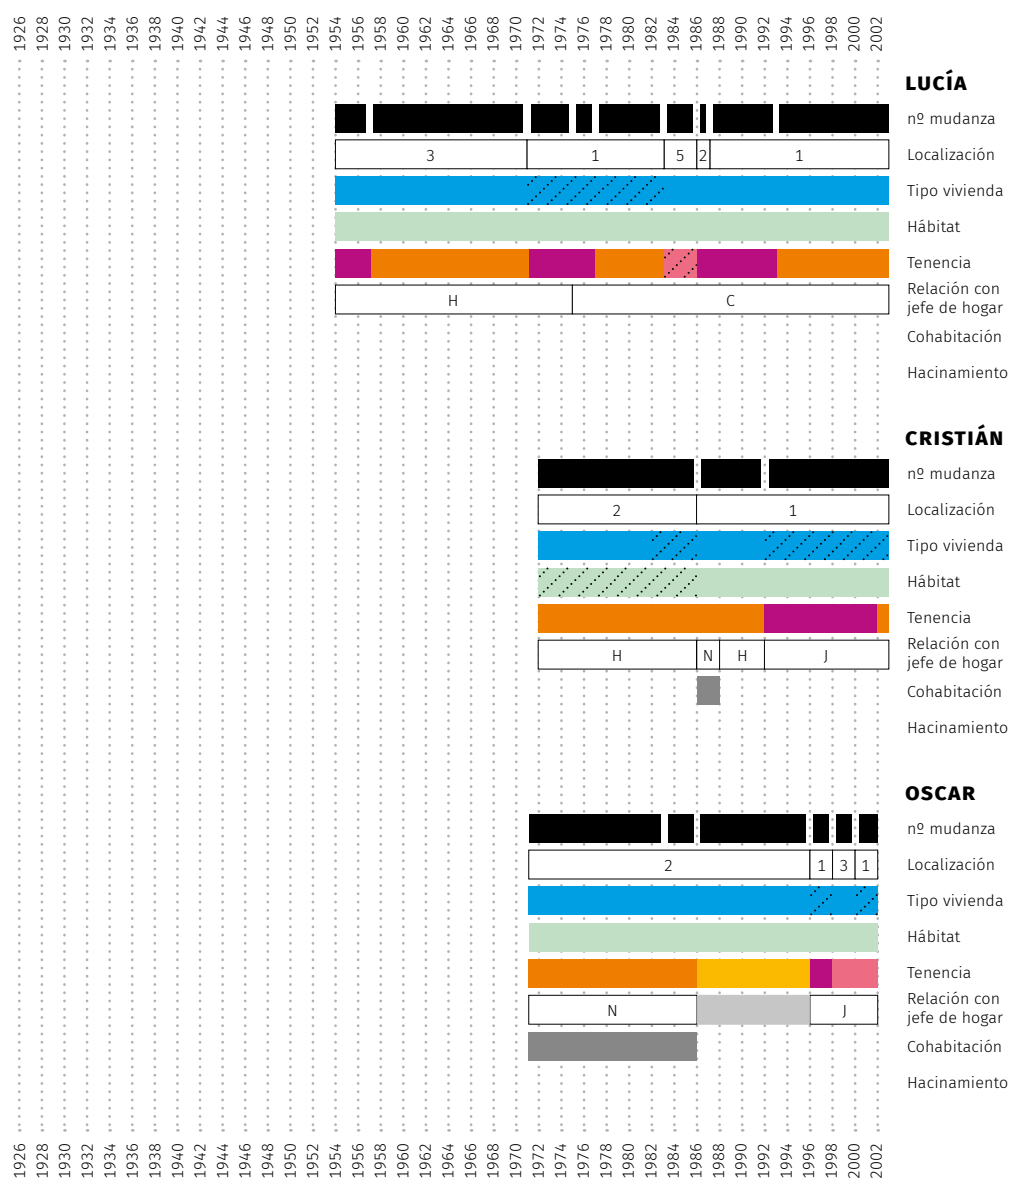 1926 1928 1930 1932 1934 1936 1938 1940 1942 1944 1946 1948 1950 1952 1954 1956 1958 1960 1962 1964 1966 1968 1970 1972 1974 1976 1978 1979 1980 1982 1984 1986 1988 1990 1992 1994 1996 1998 2000 2002
LUCÍA
nº mudanza
3 1 5 2 1 Localización
Tipo vivienda
Hábitat
Tenencia
H C Relación con
jefe de hogar
Cohabitación
Hacinamiento
CRISTIÁN
nº mudanza
2 1 Localización
Tipo vivienda
Hábitat
Tenencia
H N H J Relación con
jefe de hogar
Cohabitación
Hacinamiento
OSCAR
nº mudanza
2 1 3 1 Localización
Tipo vivienda
Hábitat
Tenencia
N J Relación con
jefe de hogar
Cohabitación
Hacinamiento
1926 1928 1930 1932 1934 1936 1938 1940 1942 1944 1946 1948 1950 1952 1954 1956 1958 1960 1962 1964 1966 1968 1970 1972 1974 1976 1978 1980 1982 1984 1986 1988 1990 1992 1994 1996 1998 2000 2002